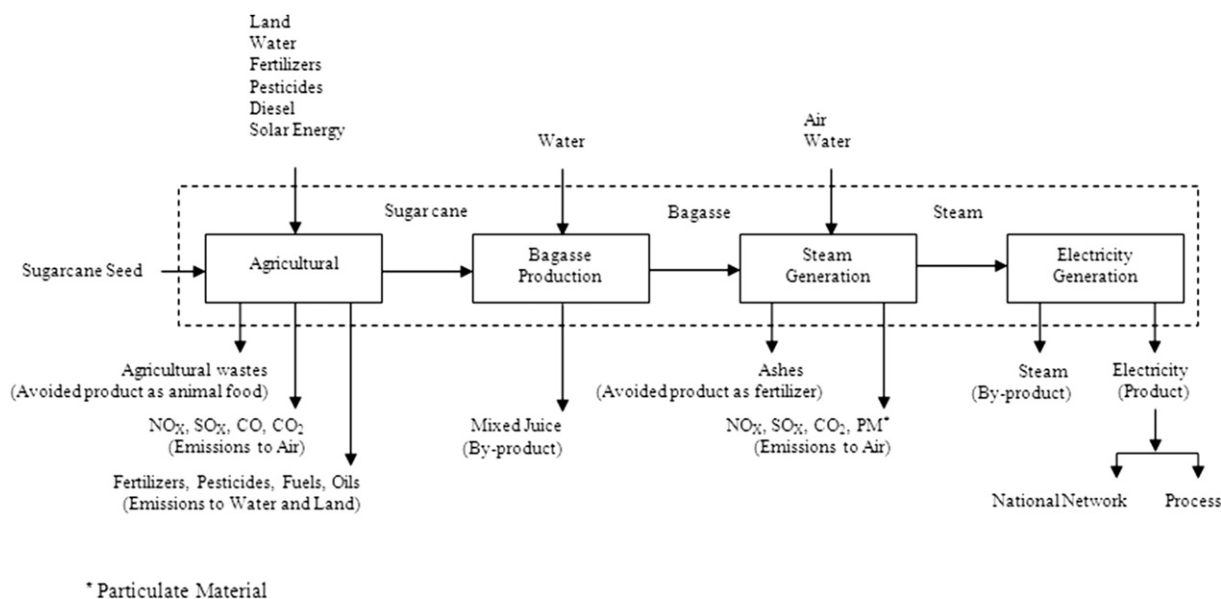 Land
Water
Fertilizers
Pesticides
Diesel
Solar Energy
Water
Air
Water
Sugar cane
Bagasse
Steam
Sugarcane Seed
Agricultural
Bagasse
Production
Steam
Generation
Electricity
Generation
Agricultural wastes
(Avoided product as animal food)
NOX, SOX, CO, CO2
(Emissions to Air)
Fertilizers, Pesticides, Fuels, Oils
(Emissions to Water and Land)
Mixed Juice
(By-product)
Ashes
(Avoided product as fertilizer)
NOX, SOX, CO2, PM*
(Emissions to Air)
Steam
(By-product)
Electricity
(Product)
National Network
Process
* Particulate Material